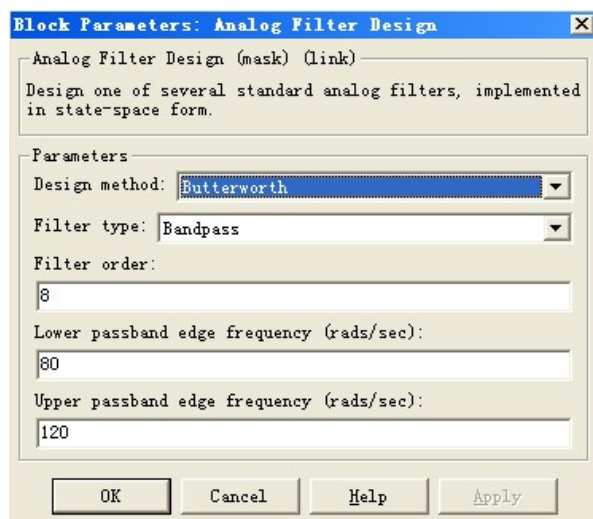 Block Parameters: Analog Filter Design
Analog Filter Design (mask) (link)
Design one of several standard analog filters, implemented
in state-space form.
Parameters
Design method: Butterworth
Filter type: Bandpass
Filter order:
8
Lower passband edge frequency (rads/sec):
80
Upper passband edge frequency (rads/sec):
120
OK Cancel Help Apply